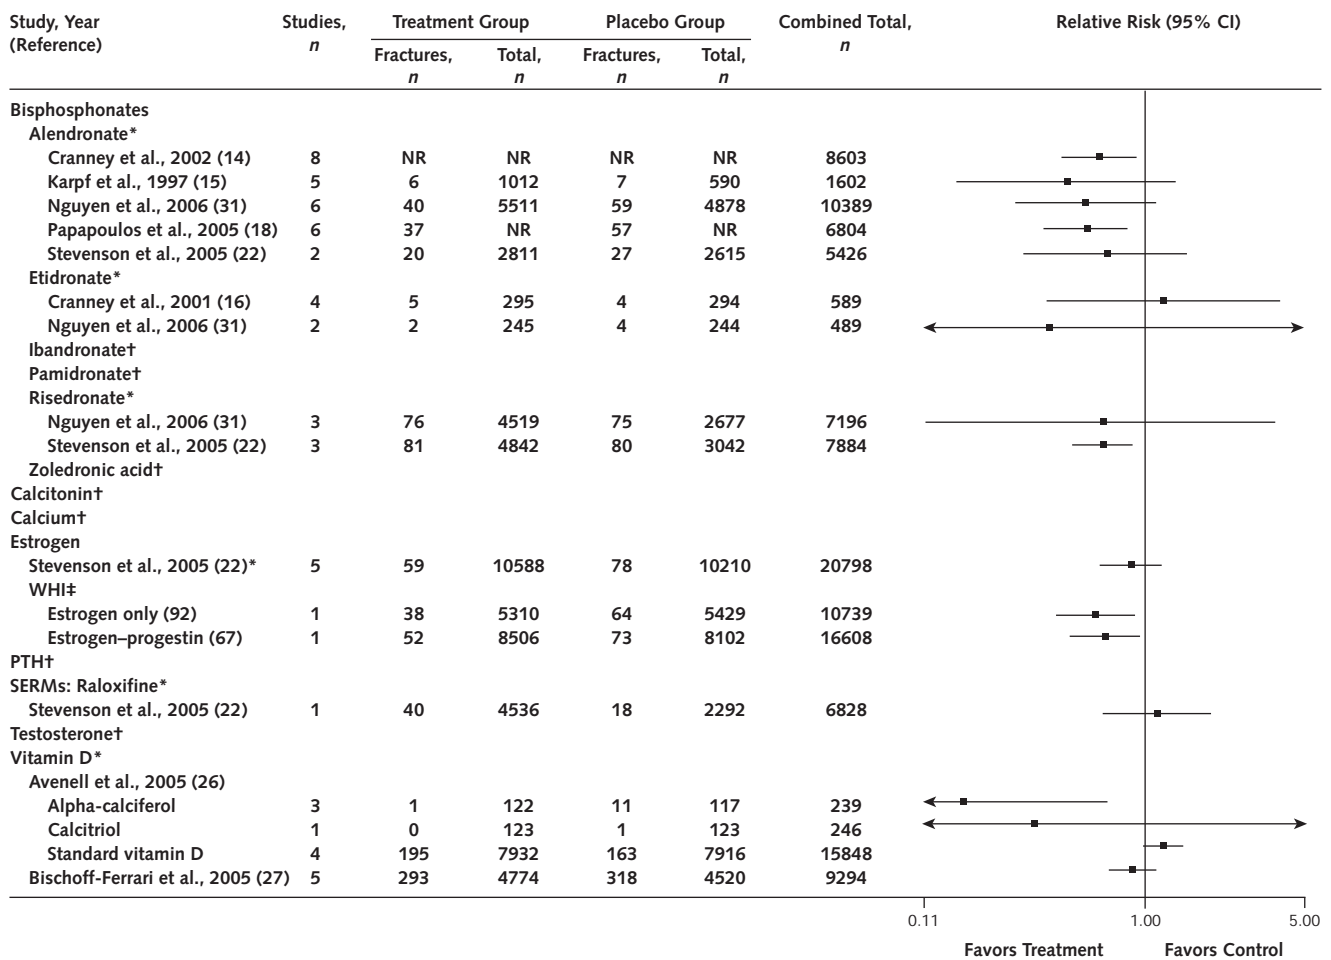 Study, Year Studies, Treatment Group Placebo Group Combined Total, Relative Risk (95% CI)
(Reference) n n
Fractures, Total, Fractures, Total,
n n n n
Bisphosphonates
Alendronate*
Cranney et al., 2002 (14) 8 NR NR NR NR 8603
Karpf et al., 1997 (15) 5 6 1012 7 590 1602
Nguyen et al., 2006 (31) 6 40 5511 59 4878 10389
Papapoulos et al., 2005 (18) 6 37 NR 57 NR 6804
Stevenson et al., 2005 (22) 2 20 2811 27 2615 5426
Etidronate*
Cranney et al., 2001 (16) 4 5 295 4 294 589
Nguyen et al., 2006 (31) 2 2 245 4 244 489
Ibandronate†
Pamidronate†
Risedronate*
Nguyen et al., 2006 (31) 3 76 4519 75 2677 7196
Stevenson et al., 2005 (22) 3 81 4842 80 3042 7884
Zoledronic acid†
Calcitonin†
Calcium†
Estrogen
Stevenson et al., 2005 (22)* 5 59 10588 78 10210 20798
WHI‡
Estrogen only (92) 1 38 5310 64 5429 10739
Estrogen–progestin (67) 1 52 8506 73 8102 16608
PTH†
SERMs: Raloxifine*
Stevenson et al., 2005 (22) 1 40 4536 18 2292 6828
Testosterone†
Vitamin D*
Avenell et al., 2005 (26)
Alpha-calciferol 3 1 122 11 117 239
Calcitriol 1 0 123 1 123 246
Standard vitamin D 4 195 7932 163 7916 15848
Bischoff-Ferrari et al., 2005 (27) 5 293 4774 318 4520 9294
0.11 1.00 5.00
Favors Treatment Favors Control